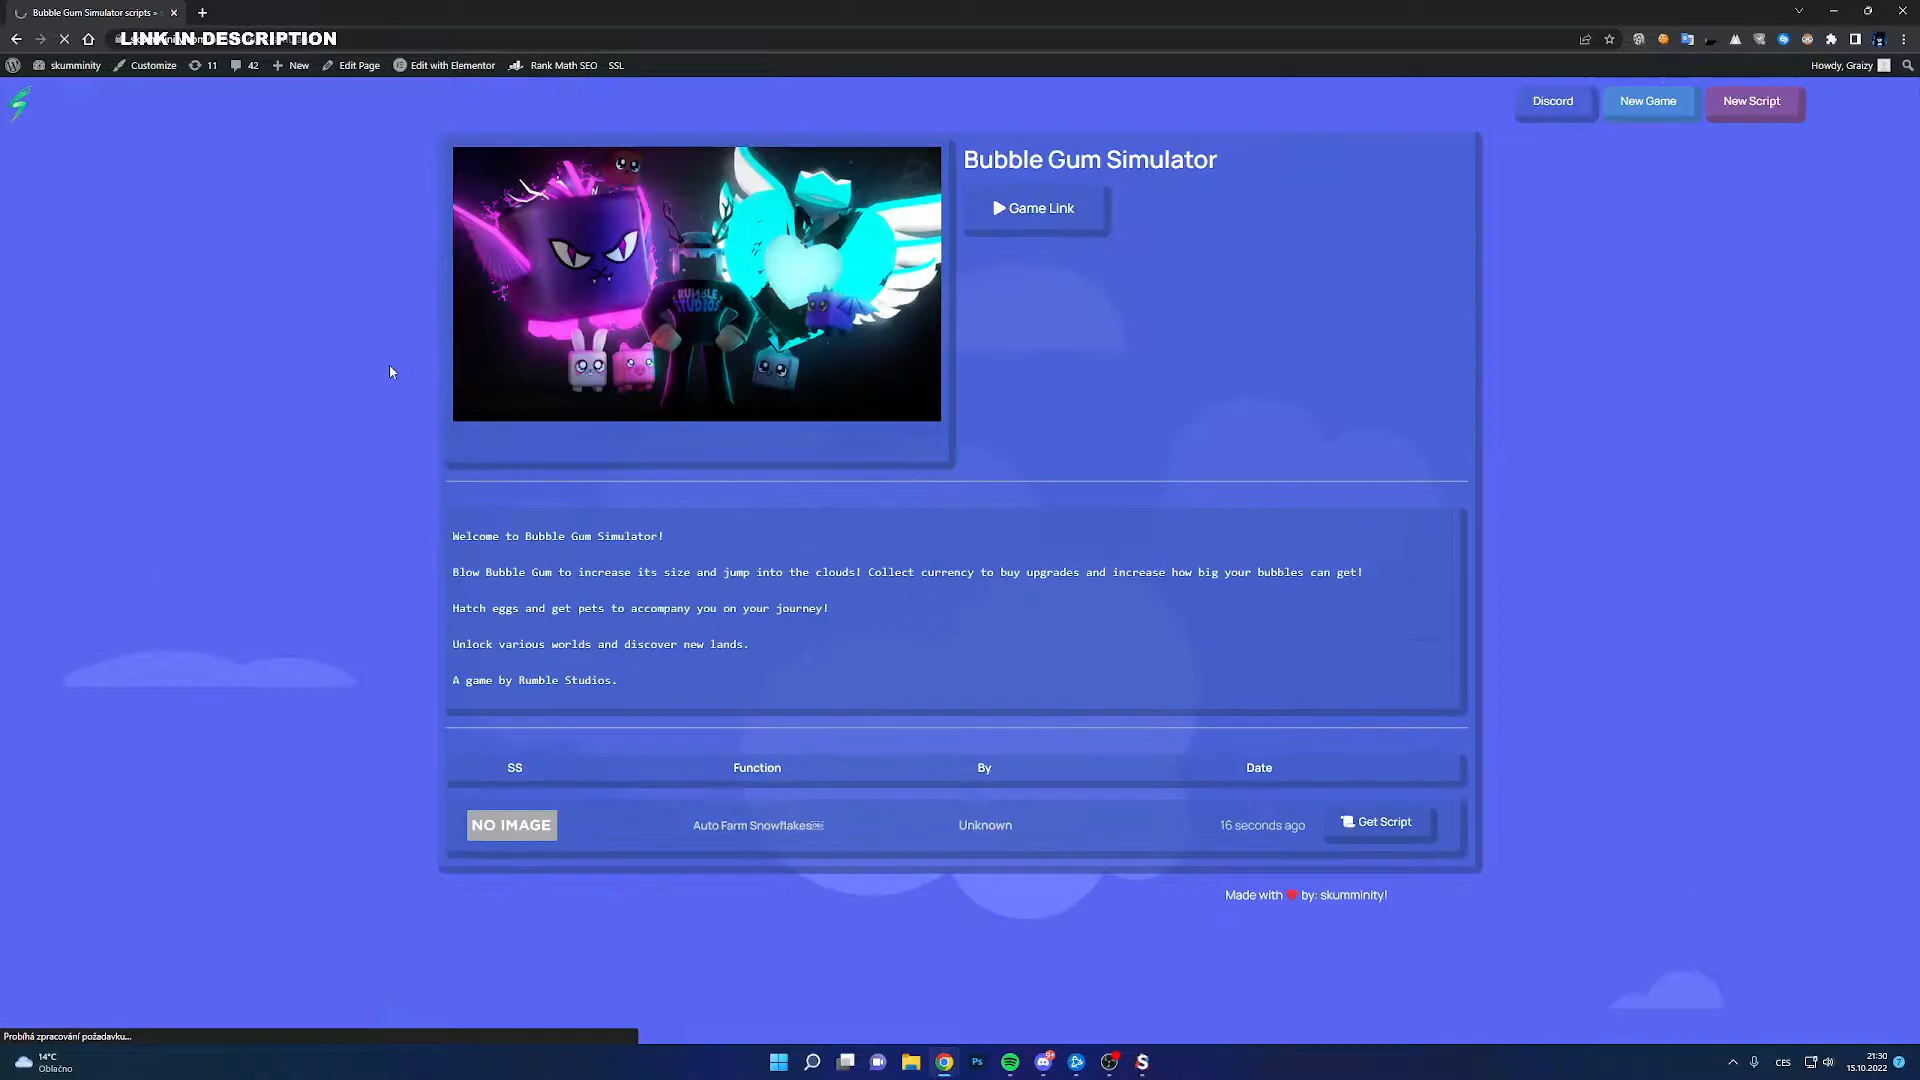 Bubble Gum Simulator scripts »
LINK IN DESCRIPTION
skumminity
Customize
11
42
New
Edit Page
Edit with Elementor
Rank Math SEO
SSL
Howdy, Graizy
Discord
New Game
New Script
RUMBLE
STUDIOS
Bubble Gum Simulator
Game Link
Welcome to Bubble Gum Simulator!
Blow Bubble Gum to increase its size and jump into the clouds! Collect currency to buy upgrades and increase how big your bubbles can get!
Hatch eggs and get pets to accompany you on your journey!
Unlock various worlds and discover new lands.
A game by Rumble Studios.
SS
Function
By
Date
NO IMAGE
Auto Farm Snowflakes
Unknown
16 seconds ago
Get Script
Made with by: skumminity!
Probíhá zpracování požadavku...
14°C
Oblačno
Ps
CES
21:30
15.10.2022
7